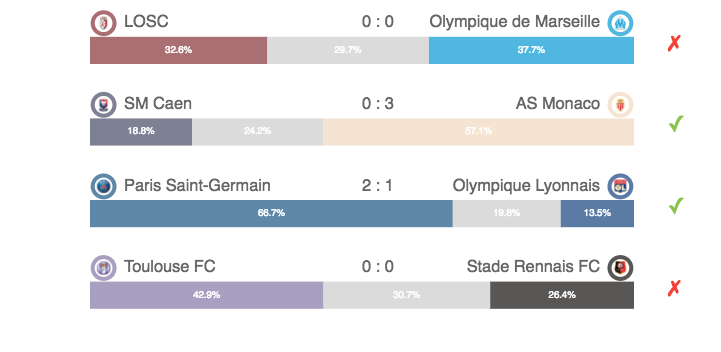 LOSC 0 : 0 Olympique de Marseille
32.6% 29.7% 37.7%
SM Caen 0 : 3 AS Monaco
18.8% 24.2% 57.1%
Paris Saint-Germain 2 : 1 Olympique Lyonnais
66.7% 19.8% 13.5%
Toulouse FC 0 : 0 Stade Rennais FC
42.9% 30.7% 26.4%